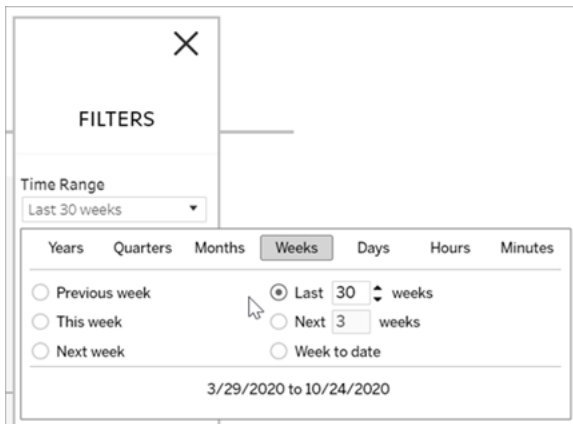 FILTERS
Time Range
Last 30 weeks
Years Quarters Months Weeks Days Hours Minutes
Previous week Last 30 weeks
This week Next 3 weeks
Next week Week to date
3/29/2020 to 10/24/2020